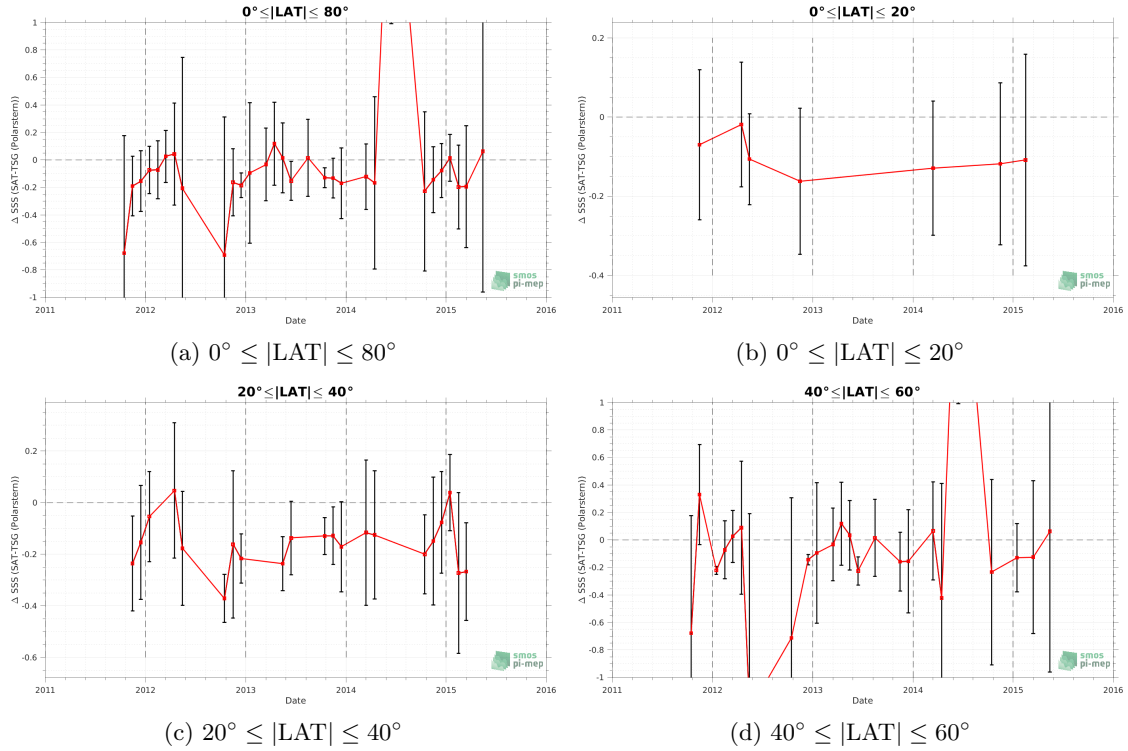 0°≤|LAT|≤ 80°
Δ SSS (SAT-TSG (Polarstern))
1
0.8
0.6
0.4
0.2
0
-0.2
-0.4
-0.6
-0.8
-1
2011 2012 2013 2014 2015 2016
Date
smos
pi-mep
(a) 0° ≤ |LAT| ≤ 80°
0°≤|LAT|≤ 20°
Δ SSS (SAT-TSG (Polarstern))
0.2
0
-0.2
-0.4
2011 2012 2013 2014 2015 2016
Date
smos
pi-mep
(b) 0° ≤ |LAT| ≤ 20°
20°≤|LAT|≤ 40°
Δ SSS (SAT-TSG (Polarstern))
0.2
0
-0.2
-0.4
-0.6
2011 2012 2013 2014 2015 2016
Date
smos
pi-mep
(c) 20° ≤ |LAT| ≤ 40°
40°≤|LAT|≤ 60°
Δ SSS (SAT-TSG (Polarstern))
1
0.8
0.6
0.4
0.2
0
-0.2
-0.4
-0.6
-0.8
-1
2011 2012 2013 2014 2015 2016
Date
smos
pi-mep
(d) 40° ≤ |LAT| ≤ 60°